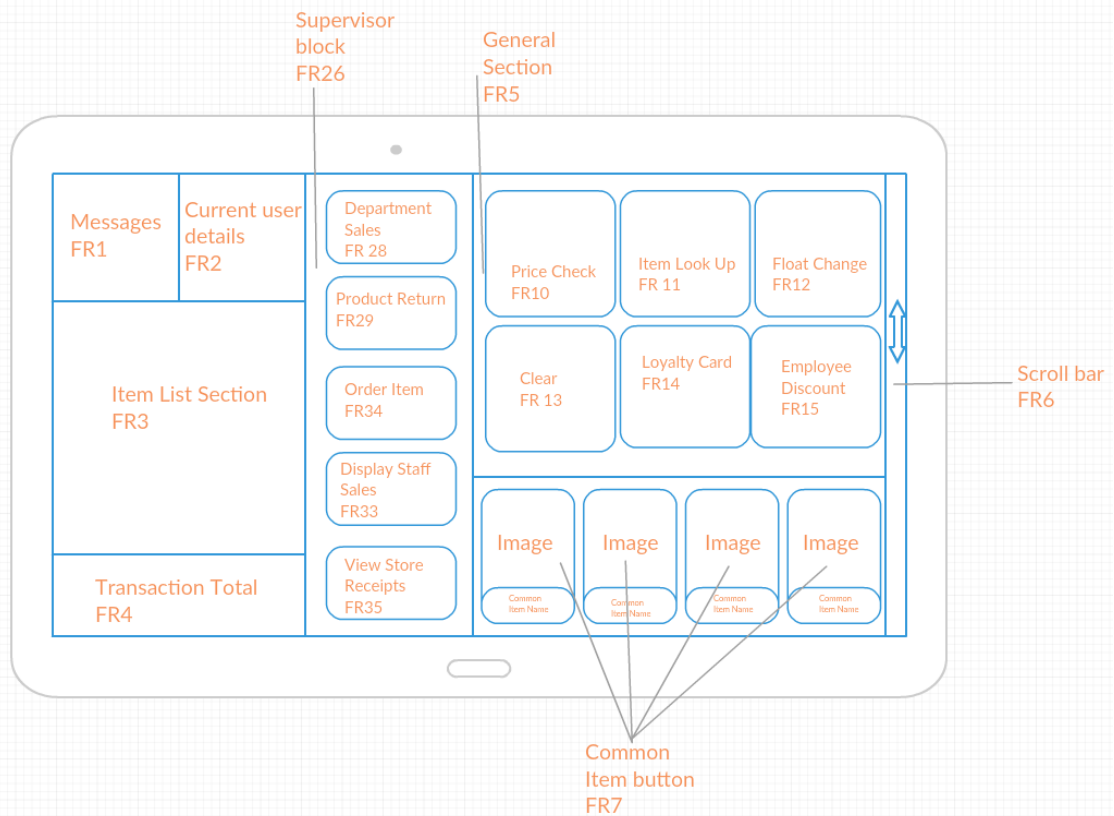 Supervisor
block
FR26
General
Section
FR5
Messages
FR1
Current user
details
FR2
Item List Section
FR3
Transaction Total
FR4
Department
Sales
FR 28
Product Return
FR29
Order Item
FR34
Display Staff
Sales
FR33
View Store
Receipts
FR35
Price Check
FR10
Item Look Up
FR 11
Float Change
FR12
Clear
FR 13
Loyalty Card
FR14
Employee
Discount
FR15
Scroll bar
FR6
Image
Common
Item Name
Image
Common
Item Name
Image
Common
Item Name
Image
Common
Item Name
Common
Item button
FR7